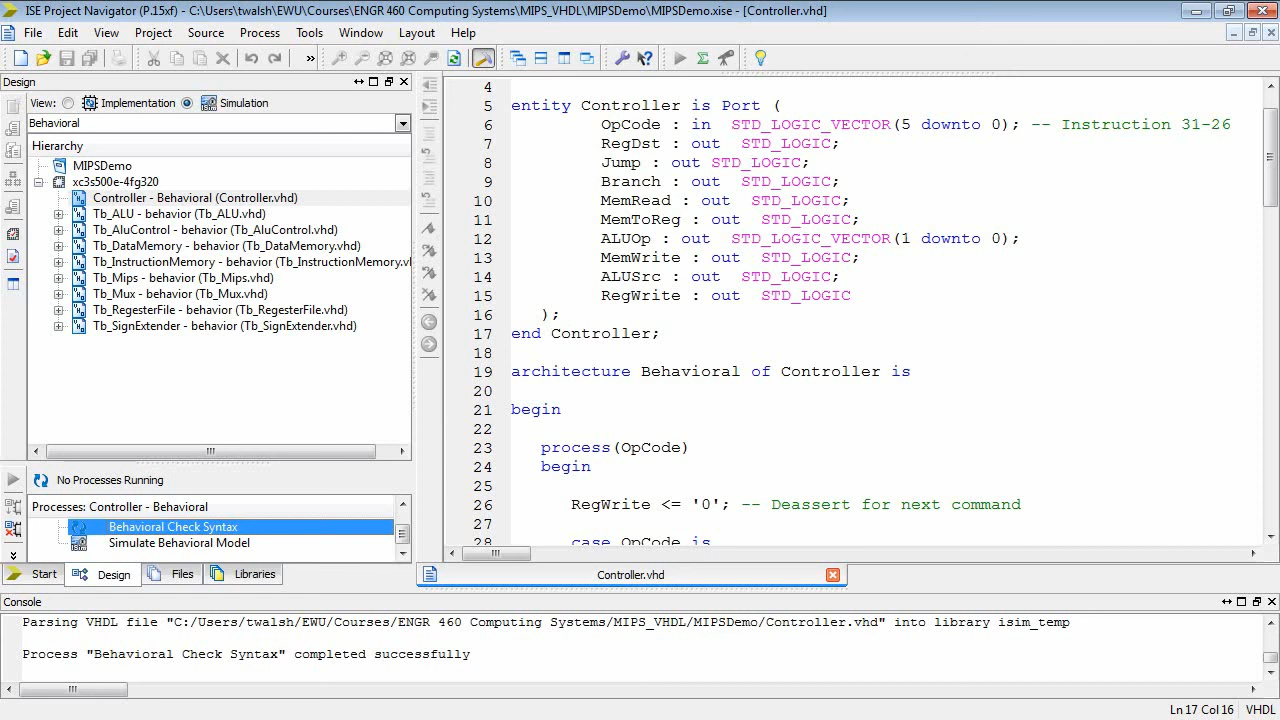 ISE Project Navigator (P.15xf) - C:\Users\twalsh\EWU\Courses\ENGR 460 Computing Systems\MIPS_VHDL\MIPSDemo\MIPSDemo.xise - [Controller.vhd]
File Edit View Project Source Process Tools Window Layout Help
Design
View: Implementation Simulation
Behavioral
Hierarchy
MIPSDemo
xc3s500e-4fg320
Controller - Behavioral (Controller.vhd)
Tb_ALU - behavior (Tb_ALU.vhd)
Tb_AluControl - behavior (Tb_AluControl.vhd)
Tb_DataMemory - behavior (Tb_DataMemory.vhd)
Tb_InstructionMemory - behavior (Tb_InstructionMemory.vl
Tb_Mips - behavior (Tb_Mips.vhd)
Tb_Mux - behavior (Tb_Mux.vhd)
Tb_RegesterFile - behavior (Tb_RegesterFile.vhd)
Tb_SignExtender - behavior (Tb_SignExtender.vhd)
No Processes Running
Processes: Controller - Behavioral
Behavioral Check Syntax
Simulate Behavioral Model
Start Design Files Libraries
4
5 entity Controller is Port (
6 OpCode : in STD_LOGIC_VECTOR(5 downto 0); -- Instruction 31-26
7 RegDst : out STD_LOGIC;
8 Jump : out STD_LOGIC;
9 Branch : out STD_LOGIC;
10 MemRead : out STD_LOGIC;
11 MemToReg : out STD_LOGIC;
12 ALUOp : out STD_LOGIC_VECTOR(1 downto 0);
13 MemWrite : out STD_LOGIC;
14 ALUSrc : out STD_LOGIC;
15 RegWrite : out STD_LOGIC
16 );
17 end Controller;
18
19 architecture Behavioral of Controller is
20
21 begin
22
23 process(OpCode)
24 begin
25
26 RegWrite <= '0'; -- Deassert for next command
27
28 case OpCode is
Controller.vhd
Console
Parsing VHDL file "C:/Users/twalsh/EWU/Courses/ENGR 460 Computing Systems/MIPS_VHDL/MIPSDemo/Controller.vhd" into library isim_temp
Process "Behavioral Check Syntax" completed successfully
Ln 17 Col 16 VHDL